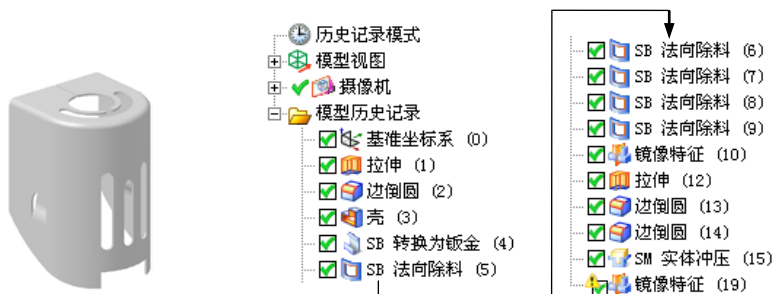 历史记录模式
模型视图
摄像机
模型历史记录
基准坐标系 (0)
拉伸 (1)
边倒圆 (2)
壳 (3)
SB 转换为钣金 (4)
SB 法向除料 (5)
SB 法向除料 (6)
SB 法向除料 (7)
SB 法向除料 (8)
SB 法向除料 (9)
镜像特征 (10)
拉伸 (12)
边倒圆 (13)
边倒圆 (14)
SM 实体冲压 (15)
镜像特征 (19)